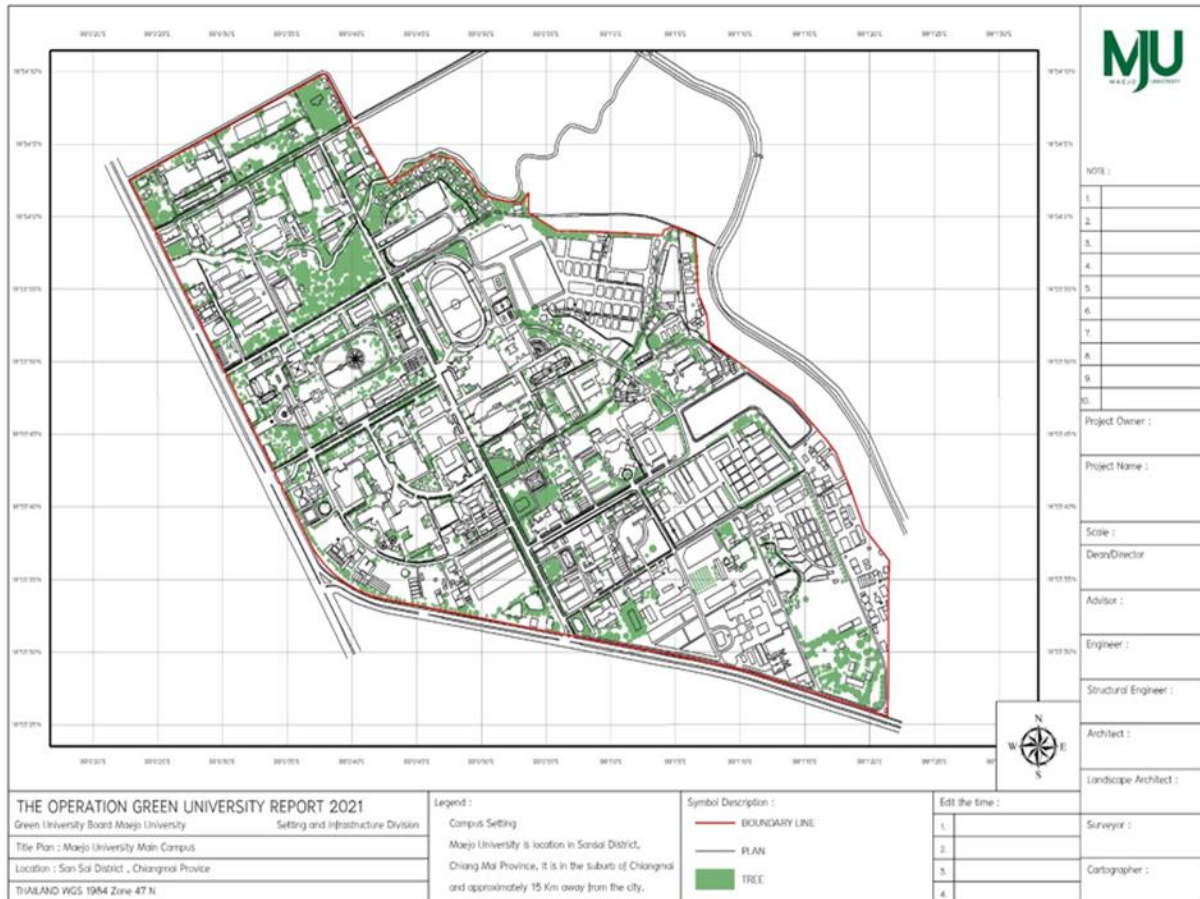 MJU
MAEJO UNIVERSITY
NOTE :
1.
2.
3.
4.
5.
6.
7.
8.
9.
10.
Project Owner :
Project Name :
Scale :
Dean/Director
Advisor :
Engineer :
Structural Engineer :
Architect :
Landscape Architect :
Surveyor :
Cartographer :
N
W E
S
THE OPERATION GREEN UNIVERSITY REPORT 2021
Green University Board Maejo University Setting and Infrastructure Division
Title Plan : Maejo University Main Campus
Location : San Sai District , Chiangmai Provice
THAILAND WGS 1984 Zone 47 N
Legend :
Campus Setting
Maejo University is location in Sansai District,
Chiang Mai Province, it is in the suburb of Chiangmai
and approximately 15 Km away from the city.
Symbol Description :
BOUNDARY LINE
PLAN
TREE
Edit the time :
1.
2.
3.
4.